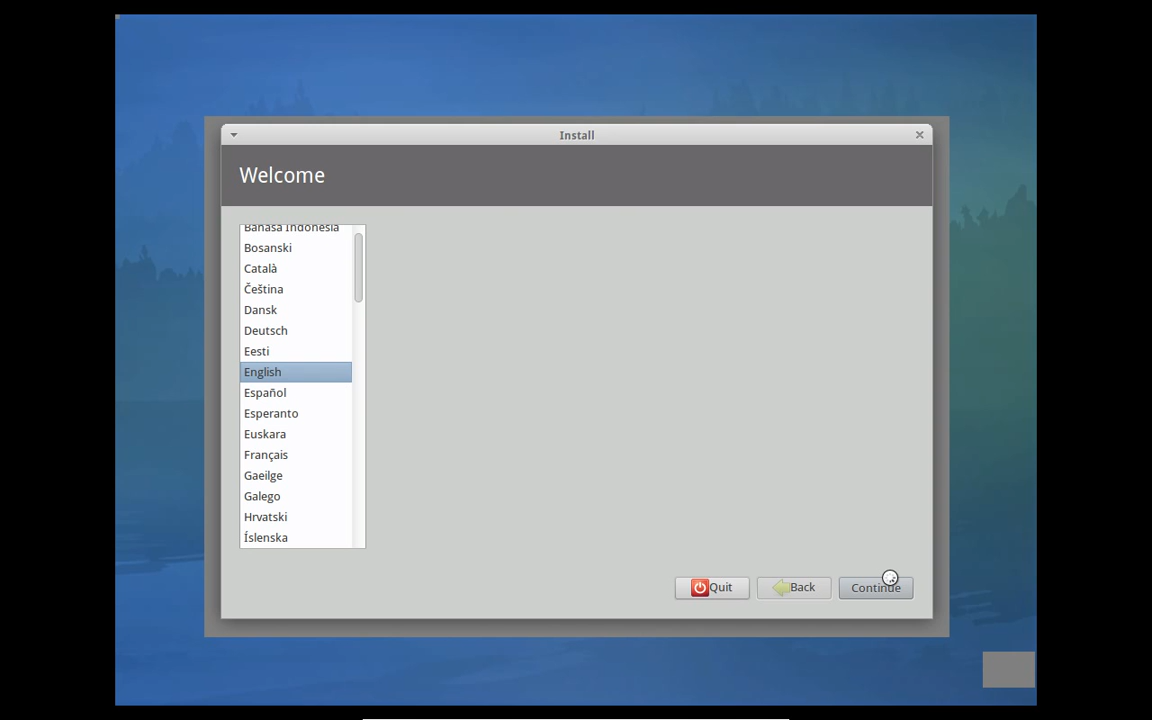 Install
Welcome
Bahasa Indonesia
Bosanski
Català
Čeština
Dansk
Deutsch
Eesti
English
Español
Esperanto
Euskara
Français
Gaeilge
Galego
Hrvatski
Íslenska
Quit Back Continue